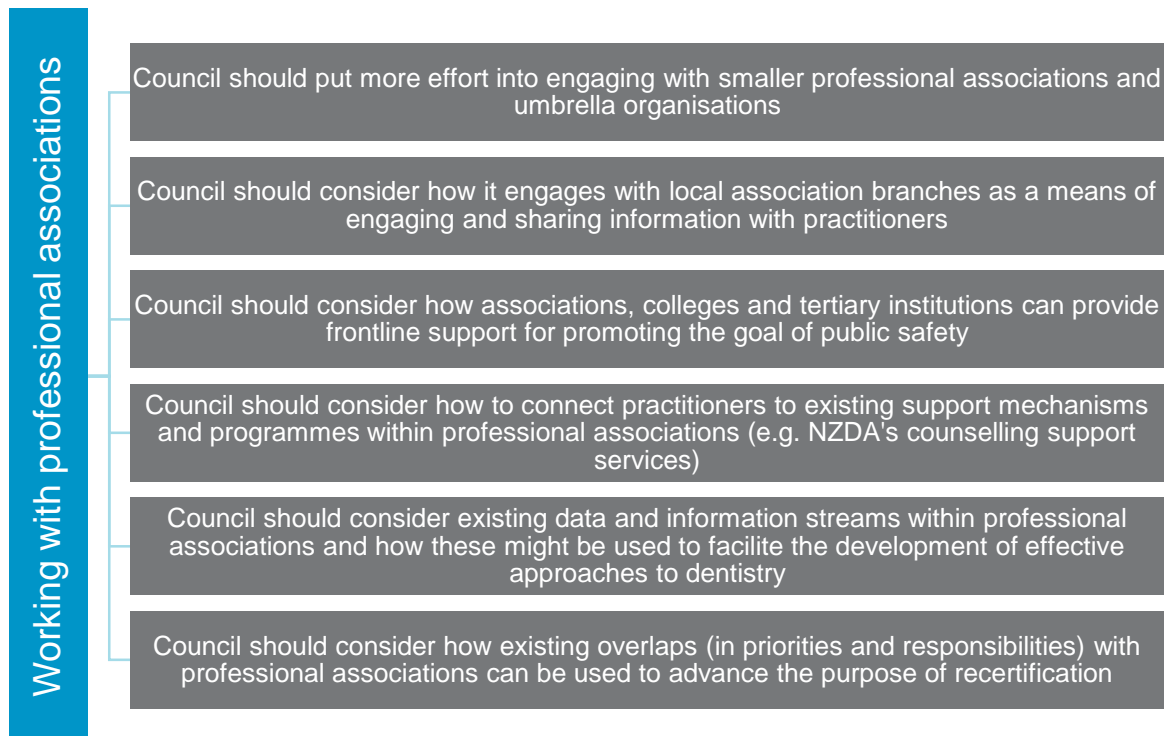 Working with professional associations
Council should put more effort into engaging with smaller professional associations and
umbrella organisations
Council should consider how it engages with local association branches as a means of
engaging and sharing information with practitioners
Council should consider how associations, colleges and tertiary institutions can provide
frontline support for promoting the goal of public safety
Council should consider how to connect practitioners to existing support mechanisms
and programmes within professional associations (e.g. NZDA's counselling support
services)
Council should consider existing data and information streams within professional
associations and how these might be used to facilite the development of effective
approaches to dentistry
Council should consider how existing overlaps (in priorities and responsibilities) with
professional associations can be used to advance the purpose of recertification